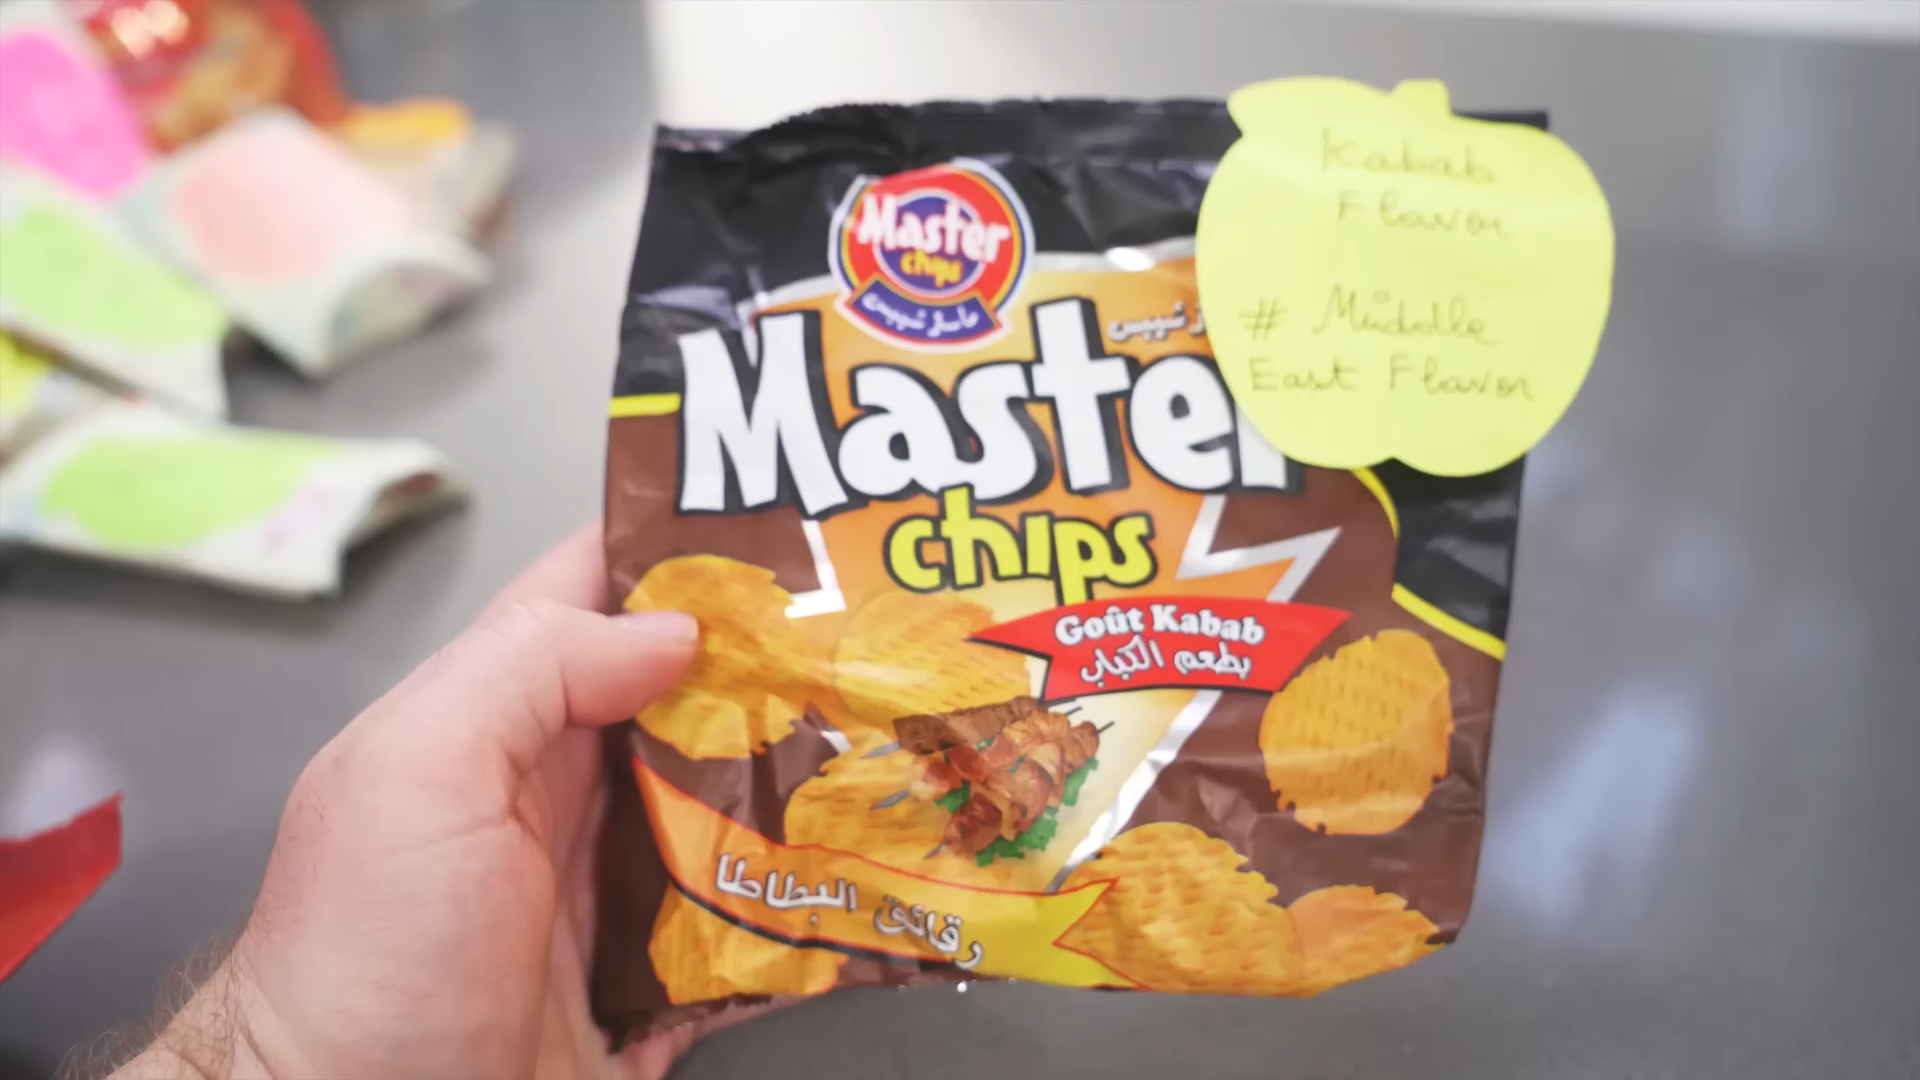 Master
chips
ماستر شيبس
Kabab
Flavor
# Middle
East Flavor
Master
chips
Goût Kabab
بطعم الكباب
رقائق البطاطا